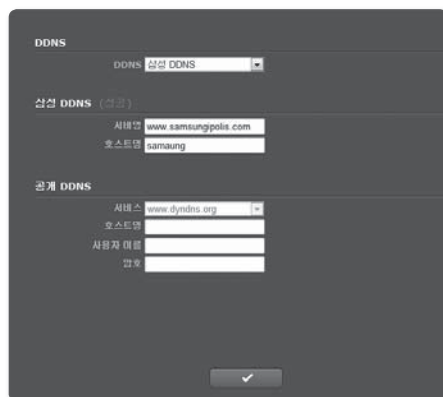 DDNS
DDNS 삼성 DDNS
삼성 DDNS (성공)
서버명 www.samsungipolis.com
호스트명 samaung
공개 DDNS
서비스 www.dyndns.org
호스트명
사용자 이름
암호